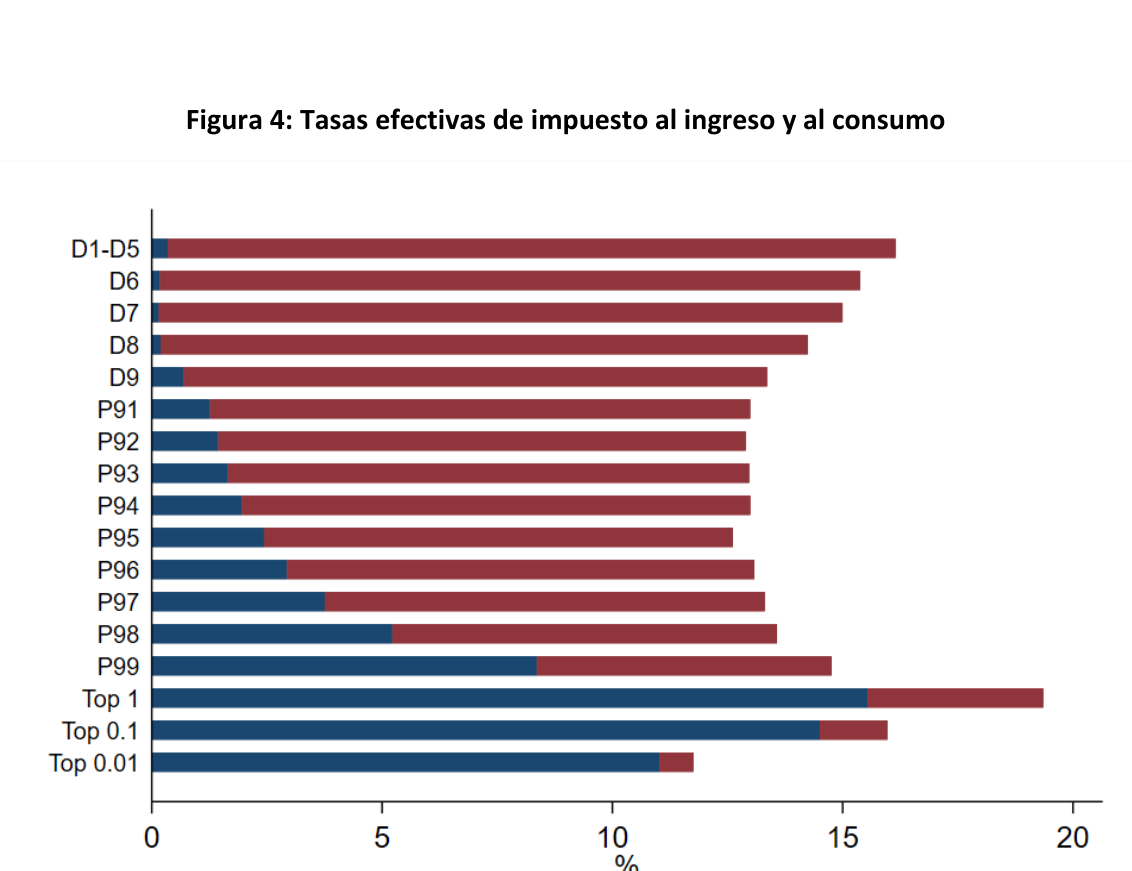 Figura 4: Tasas efectivas de impuesto al ingreso y al consumo
D1-D5
D6
D7
D8
D9
P91
P92
P93
P94
P95
P96
P97
P98
P99
Top 1
Top 0.1
Top 0.01
0 5 10 15 20
%